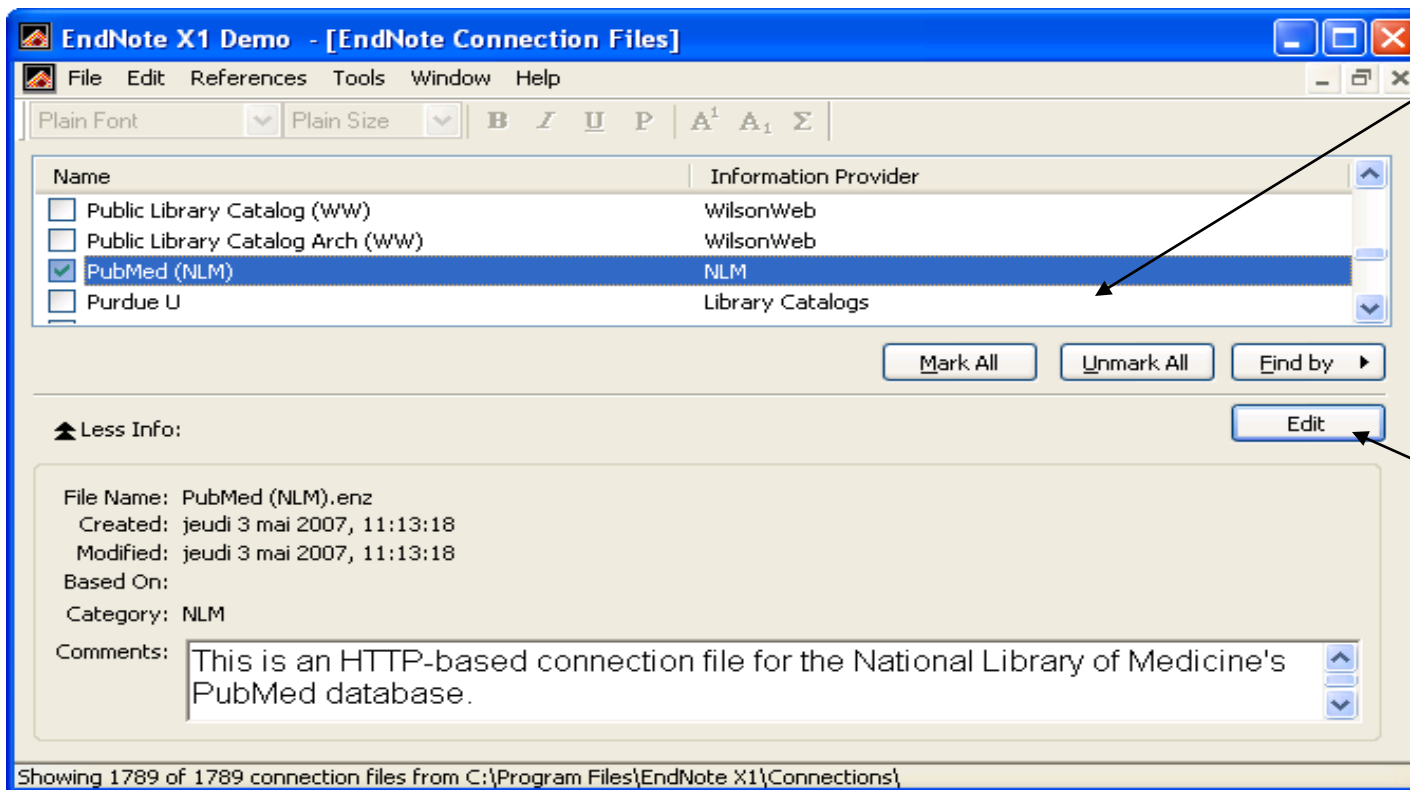 EndNote X1 Demo - [EndNote Connection Files]
File Edit References Tools Window Help
Plain Font Plain Size B I U P A¹ A₁ Σ
Name Information Provider
Public Library Catalog (WW) WilsonWeb
Public Library Catalog Arch (WW) WilsonWeb
PubMed (NLM) NLM
Purdue U Library Catalogs
Mark All Unmark All Find by
Less Info: Edit
File Name: PubMed (NLM).enz
Created: jeudi 3 mai 2007, 11:13:18
Modified: jeudi 3 mai 2007, 11:13:18
Based On:
Category: NLM
Comments: This is an HTTP-based connection file for the National Library of Medicine's
PubMed database.
Showing 1789 of 1789 connection files from C:\Program Files\EndNote X1\Connections\